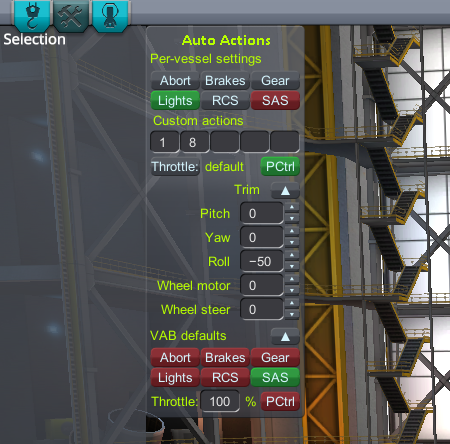 Selection
Auto Actions
Per-vessel settings
Abort Brakes Gear
Lights RCS SAS
Custom actions
1 8
Throttle: default PCtrl
Trim ▲
Pitch 0
Yaw 0
Roll −50
Wheel motor 0
Wheel steer 0
VAB defaults ▲
Abort Brakes Gear
Lights RCS SAS
Throttle: 100 % PCtrl